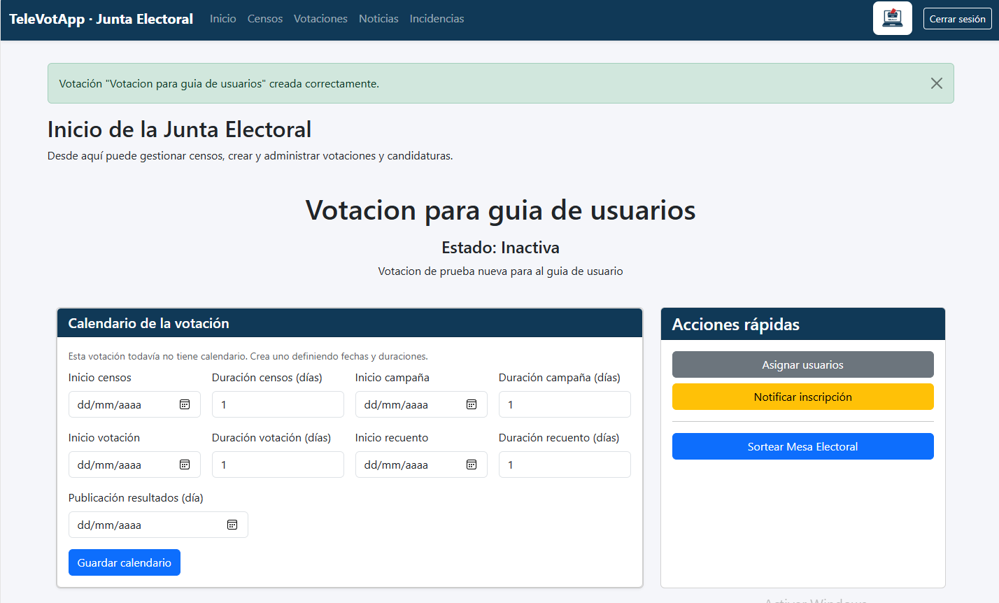 TeleVotApp · Junta Electoral Inicio Censos Votaciones Noticias Incidencias Cerrar sesión
Votación "Votacion para guia de usuarios" creada correctamente.
Inicio de la Junta Electoral
Desde aquí puede gestionar censos, crear y administrar votaciones y candidaturas.
Votacion para guia de usuarios
Estado: Inactiva
Votacion de prueba nueva para al guia de usuario
Calendario de la votación
Esta votación todavía no tiene calendario. Crea uno definiendo fechas y duraciones.
Inicio censos Duración censos (días) Inicio campaña Duración campaña (días)
dd/mm/aaaa 1 dd/mm/aaaa 1
Inicio votación Duración votación (días) Inicio recuento Duración recuento (días)
dd/mm/aaaa 1 dd/mm/aaaa 1
Publicación resultados (día)
dd/mm/aaaa
Guardar calendario
Acciones rápidas
Asignar usuarios
Notificar inscripción
Sortear Mesa Electoral